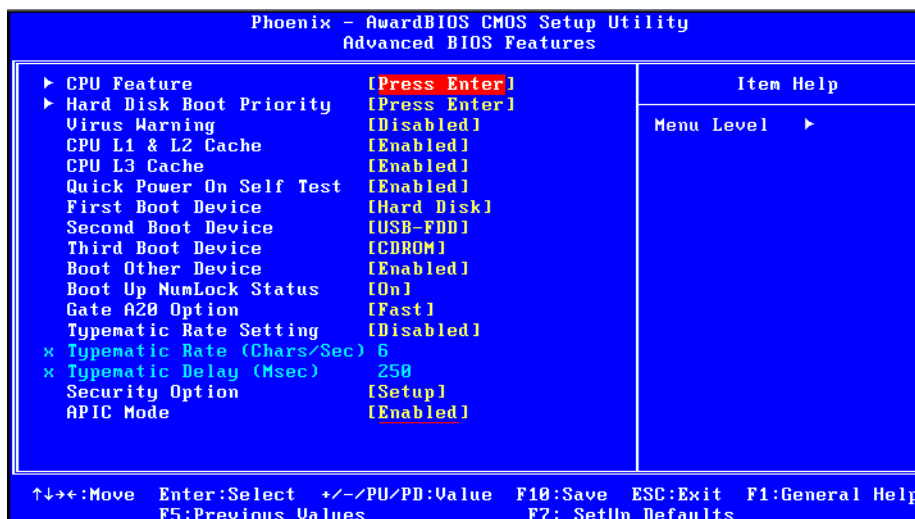 Phoenix - AwardBIOS CMOS Setup Utility
Advanced BIOS Features
► CPU Feature [Press Enter]
► Hard Disk Boot Priority [Press Enter]
Virus Warning [Disabled]
CPU L1 & L2 Cache [Enabled]
CPU L3 Cache [Enabled]
Quick Power On Self Test [Enabled]
First Boot Device [Hard Disk]
Second Boot Device [USB-FDD]
Third Boot Device [CDROM]
Boot Other Device [Enabled]
Boot Up NumLock Status [On]
Gate A20 Option [Fast]
Typematic Rate Setting [Disabled]
x Typematic Rate (Chars/Sec) 6
x Typematic Delay (Msec) 250
Security Option [Setup]
APIC Mode [Enabled]
Item Help
Menu Level ►
↑↓→←:Move Enter:Select +/-/PU/PD:Value F10:Save ESC:Exit F1:General Help
F5:Previous Values F7: SetUp Defaults